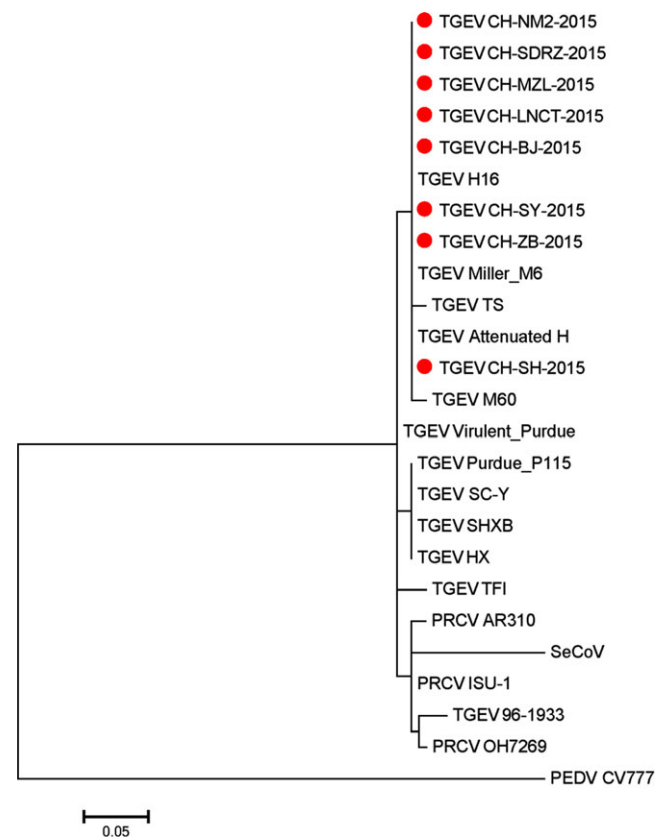 TGEV CH-NM2-2015
TGEV CH-SDRZ-2015
TGEV CH-MZL-2015
TGEV CH-LNCT-2015
TGEV CH-BJ-2015
TGEV H16
TGEV CH-SY-2015
TGEV CH-ZB-2015
TGEV Miller_M6
TGEV TS
TGEV Attenuated H
TGEV CH-SH-2015
TGEV M60
TGEV Virulent_Purdue
TGEV Purdue_P115
TGEV SC-Y
TGEV SHXB
TGEV HX
TGEV TFI
PRCV AR310
SeCoV
PRCV ISU-1
TGEV 96-1933
PRCV OH7269
PEDV CV777
0.05